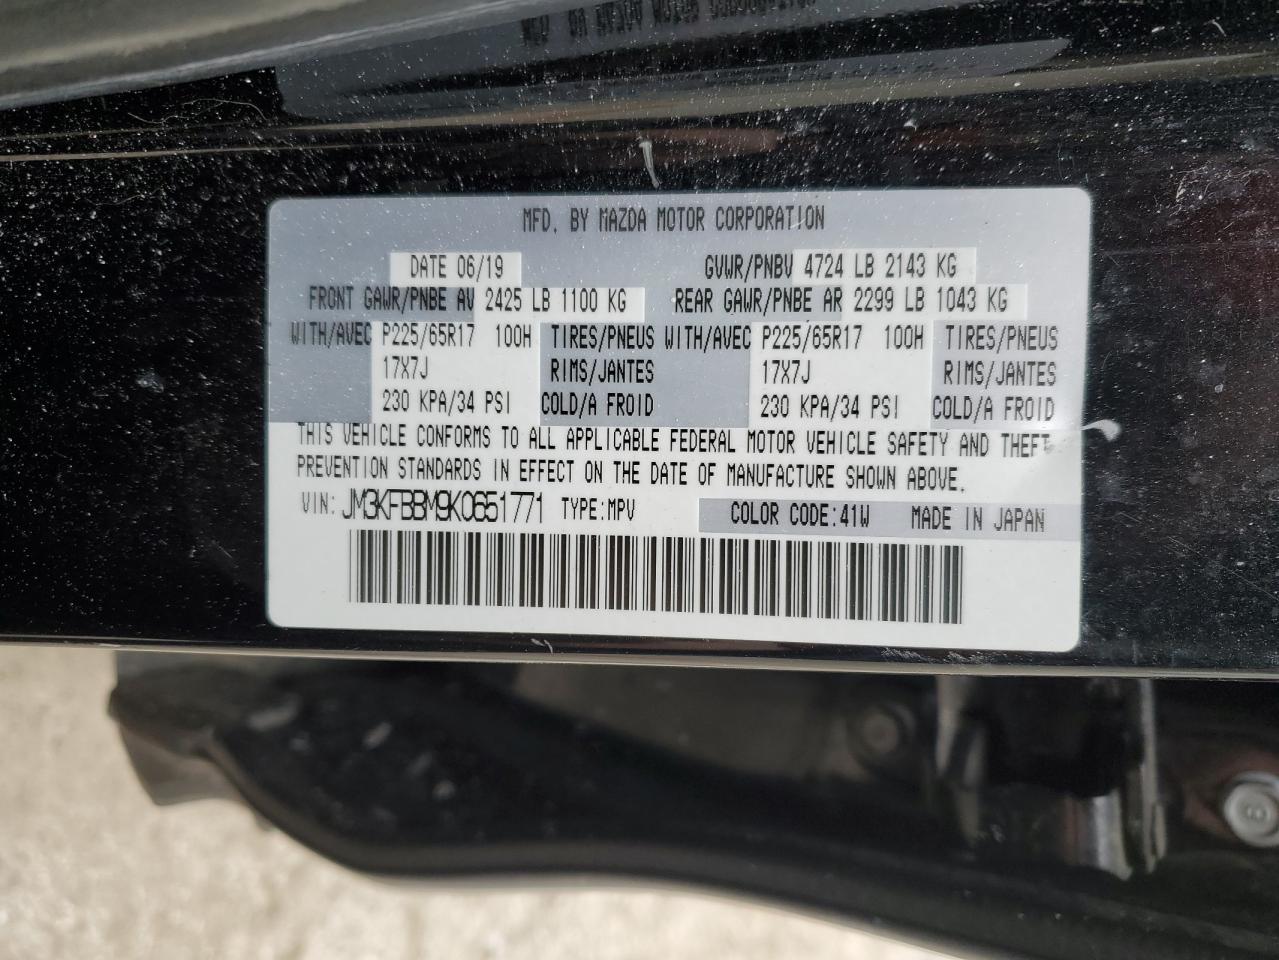 MFD. BY MAZDA MOTOR CORPORATION
DATE 06/19 GVWR/PNBV 4724 LB 2143 KG
FRONT GAWR/PNBE AV 2425 LB 1100 KG REAR GAWR/PNBE AR 2299 LB 1043 KG
WITH/AVEC P225/65R17 100H TIRES/PNEUS WITH/AVEC P225/65R17 100H TIRES/PNEUS
17X7J RIMS/JANTES 17X7J RIMS/JANTES
230 KPA/34 PSI COLD/A FROID 230 KPA/34 PSI COLD/A FROID
THIS VEHICLE CONFORMS TO ALL APPLICABLE FEDERAL MOTOR VEHICLE SAFETY AND THEFT
PREVENTION STANDARDS IN EFFECT ON THE DATE OF MANUFACTURE SHOWN ABOVE.
VIN: JM3KFBBM9K0651771 TYPE:MPV COLOR CODE:41W MADE IN JAPAN